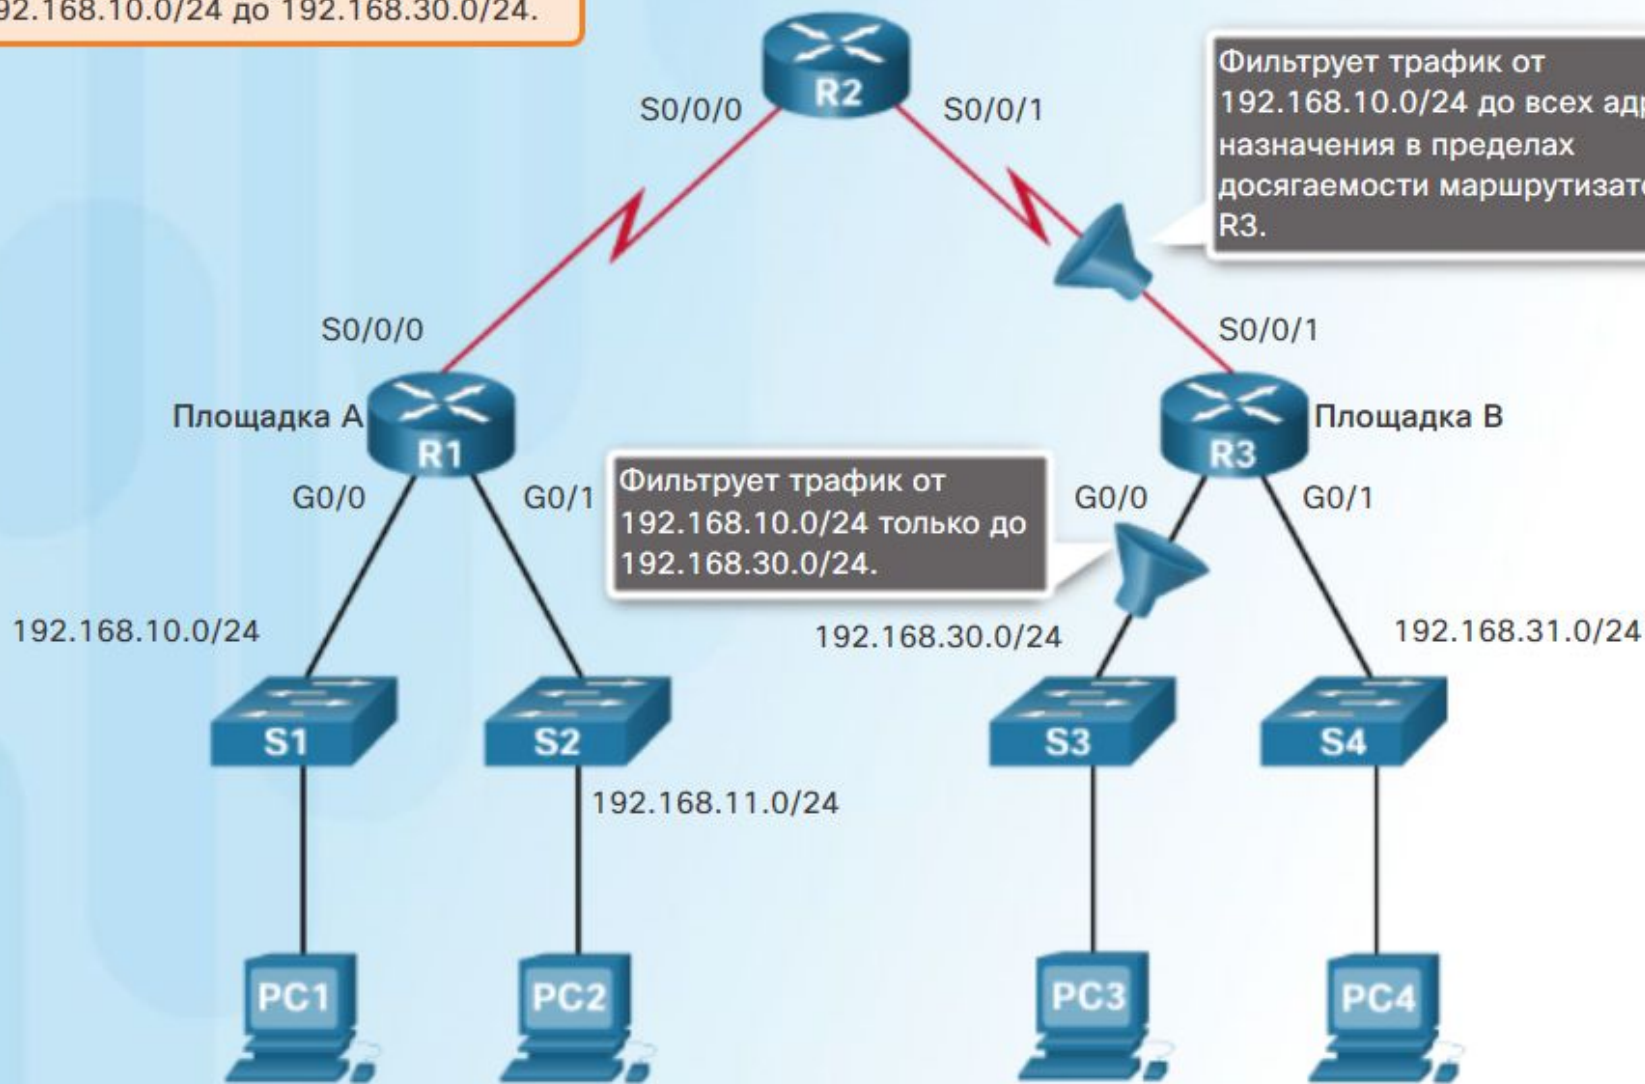 92.168.10.0/24 до 192.168.30.0/24.
R2
S0/0/0
S0/0/1
Фильтрует трафик от
192.168.10.0/24 до всех
назначения в пределах
досягаемости
R3.
S0/0/0
S0/0/1
Площадка A
R1
R3
Площадка B
G0/0
G0/1
Фильтрует трафик от
192.168.10.0/24 только до
192.168.30.0/24.
G0/0
G0/1
192.168.10.0/24
192.168.30.0/24
192.168.31.0/24
S1
S2
S3
S4
192.168.11.0/24
PC1
PC2
PC3
PC4